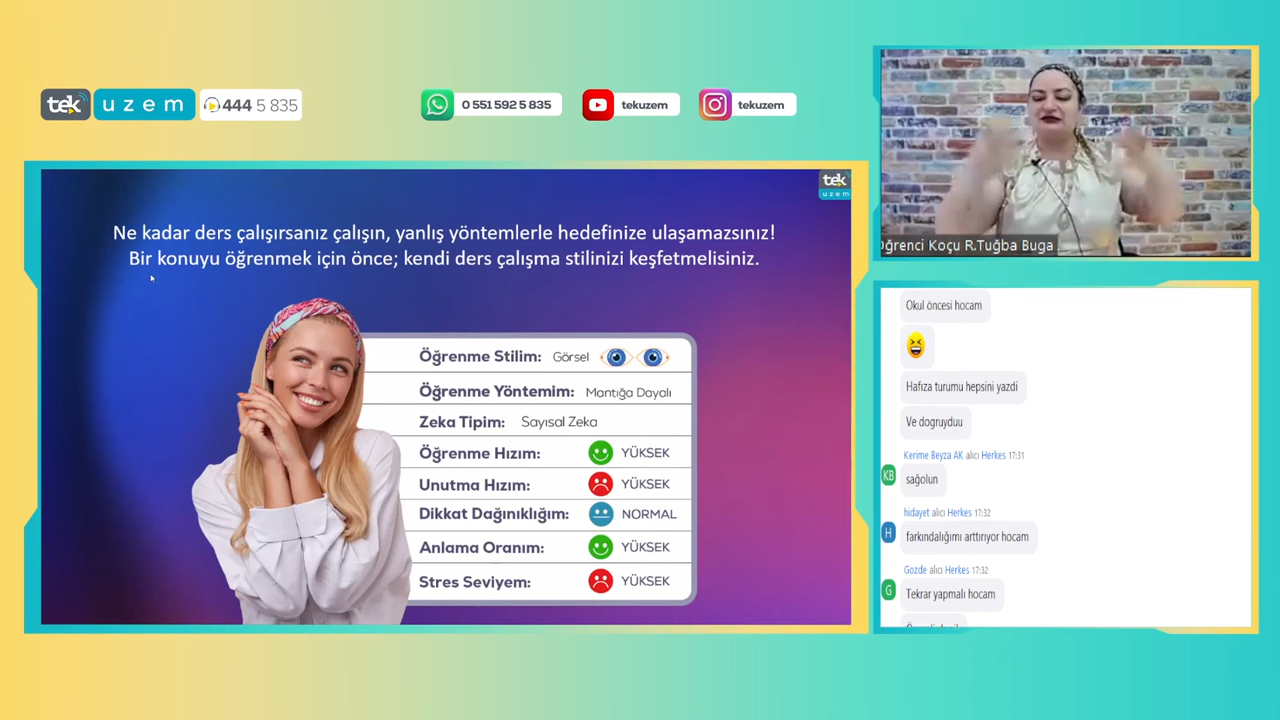 tek
uzem
444 5 835
0 551 592 5 835
tekuzem
tekuzem
tek
uzem
Ne kadar ders çalışırsanız çalışın, yanlış yöntemlerle hedefinize ulaşamazsınız!
Bir konuyu öğrenmek için önce; kendi ders çalışma stilinizi keşfetmelisiniz.
Öğrenme Stilim: Görsel
Öğrenme Yöntemim: Mantığa Dayalı
Zeka Tipim: Sayısal Zeka
Öğrenme Hızım: YÜKSEK
Unutma Hızım: YÜKSEK
Dikkat Dağınıklığım: NORMAL
Anlama Oranım: YÜKSEK
Stres Seviyem: YÜKSEK
Öğrenci Koçu R.Tuğba Buga
Okul öncesi hocam
Hafıza turumu hepsini yazdi
Ve dogruyduu
Kerime Beyza AK alıcı Herkes 17:31
KB
sağolun
hidayet alıcı Herkes 17:32
H
farkındalığımı arttırıyor hocam
Gozde alıcı Herkes 17:32
G
Tekrar yapmalı hocam